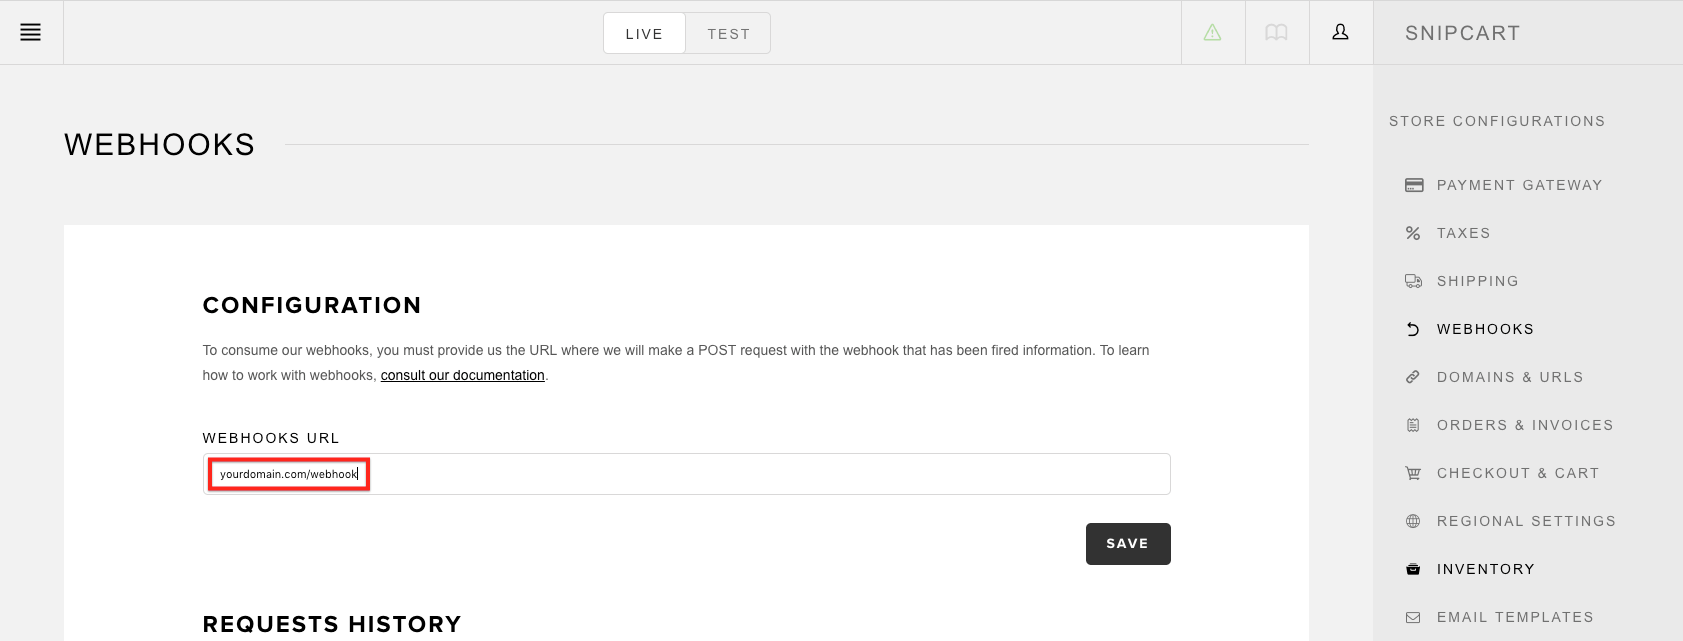 LIVE
TEST
SNIPCART
WEBHOOKS
CONFIGURATION
To consume our webhooks, you must provide us the URL where we will make a POST request with the webhook that has been fired information. To learn
how to work with webhooks, consult our documentation.
WEBHOOKS URL
yourdomain.com/webhook
SAVE
REQUESTS HISTORY
STORE CONFIGURATIONS
PAYMENT GATEWAY
TAXES
SHIPPING
WEBHOOKS
DOMAINS & URLS
ORDERS & INVOICES
CHECKOUT & CART
REGIONAL SETTINGS
INVENTORY
EMAIL TEMPLATES